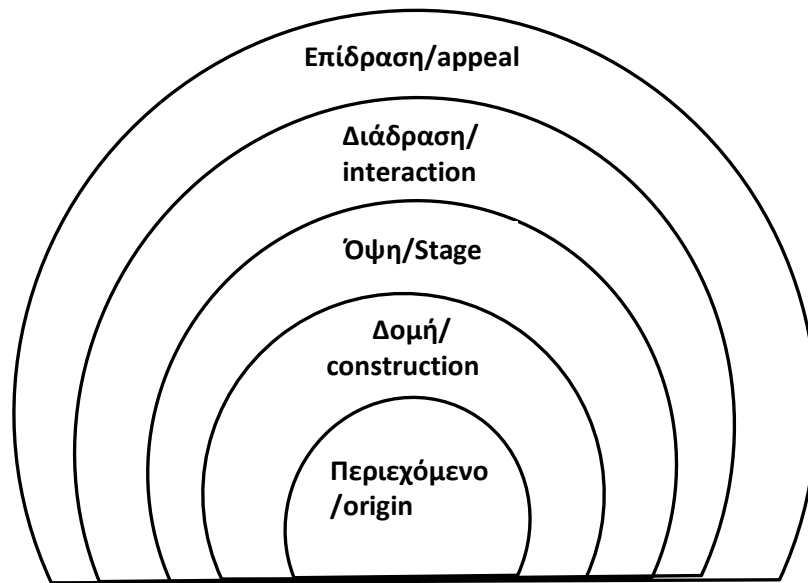 Επίδραση/appeal
Διάδραση/
interaction
Όψη/Stage
Δομή/
construction
Περιεχόμενο
/origin